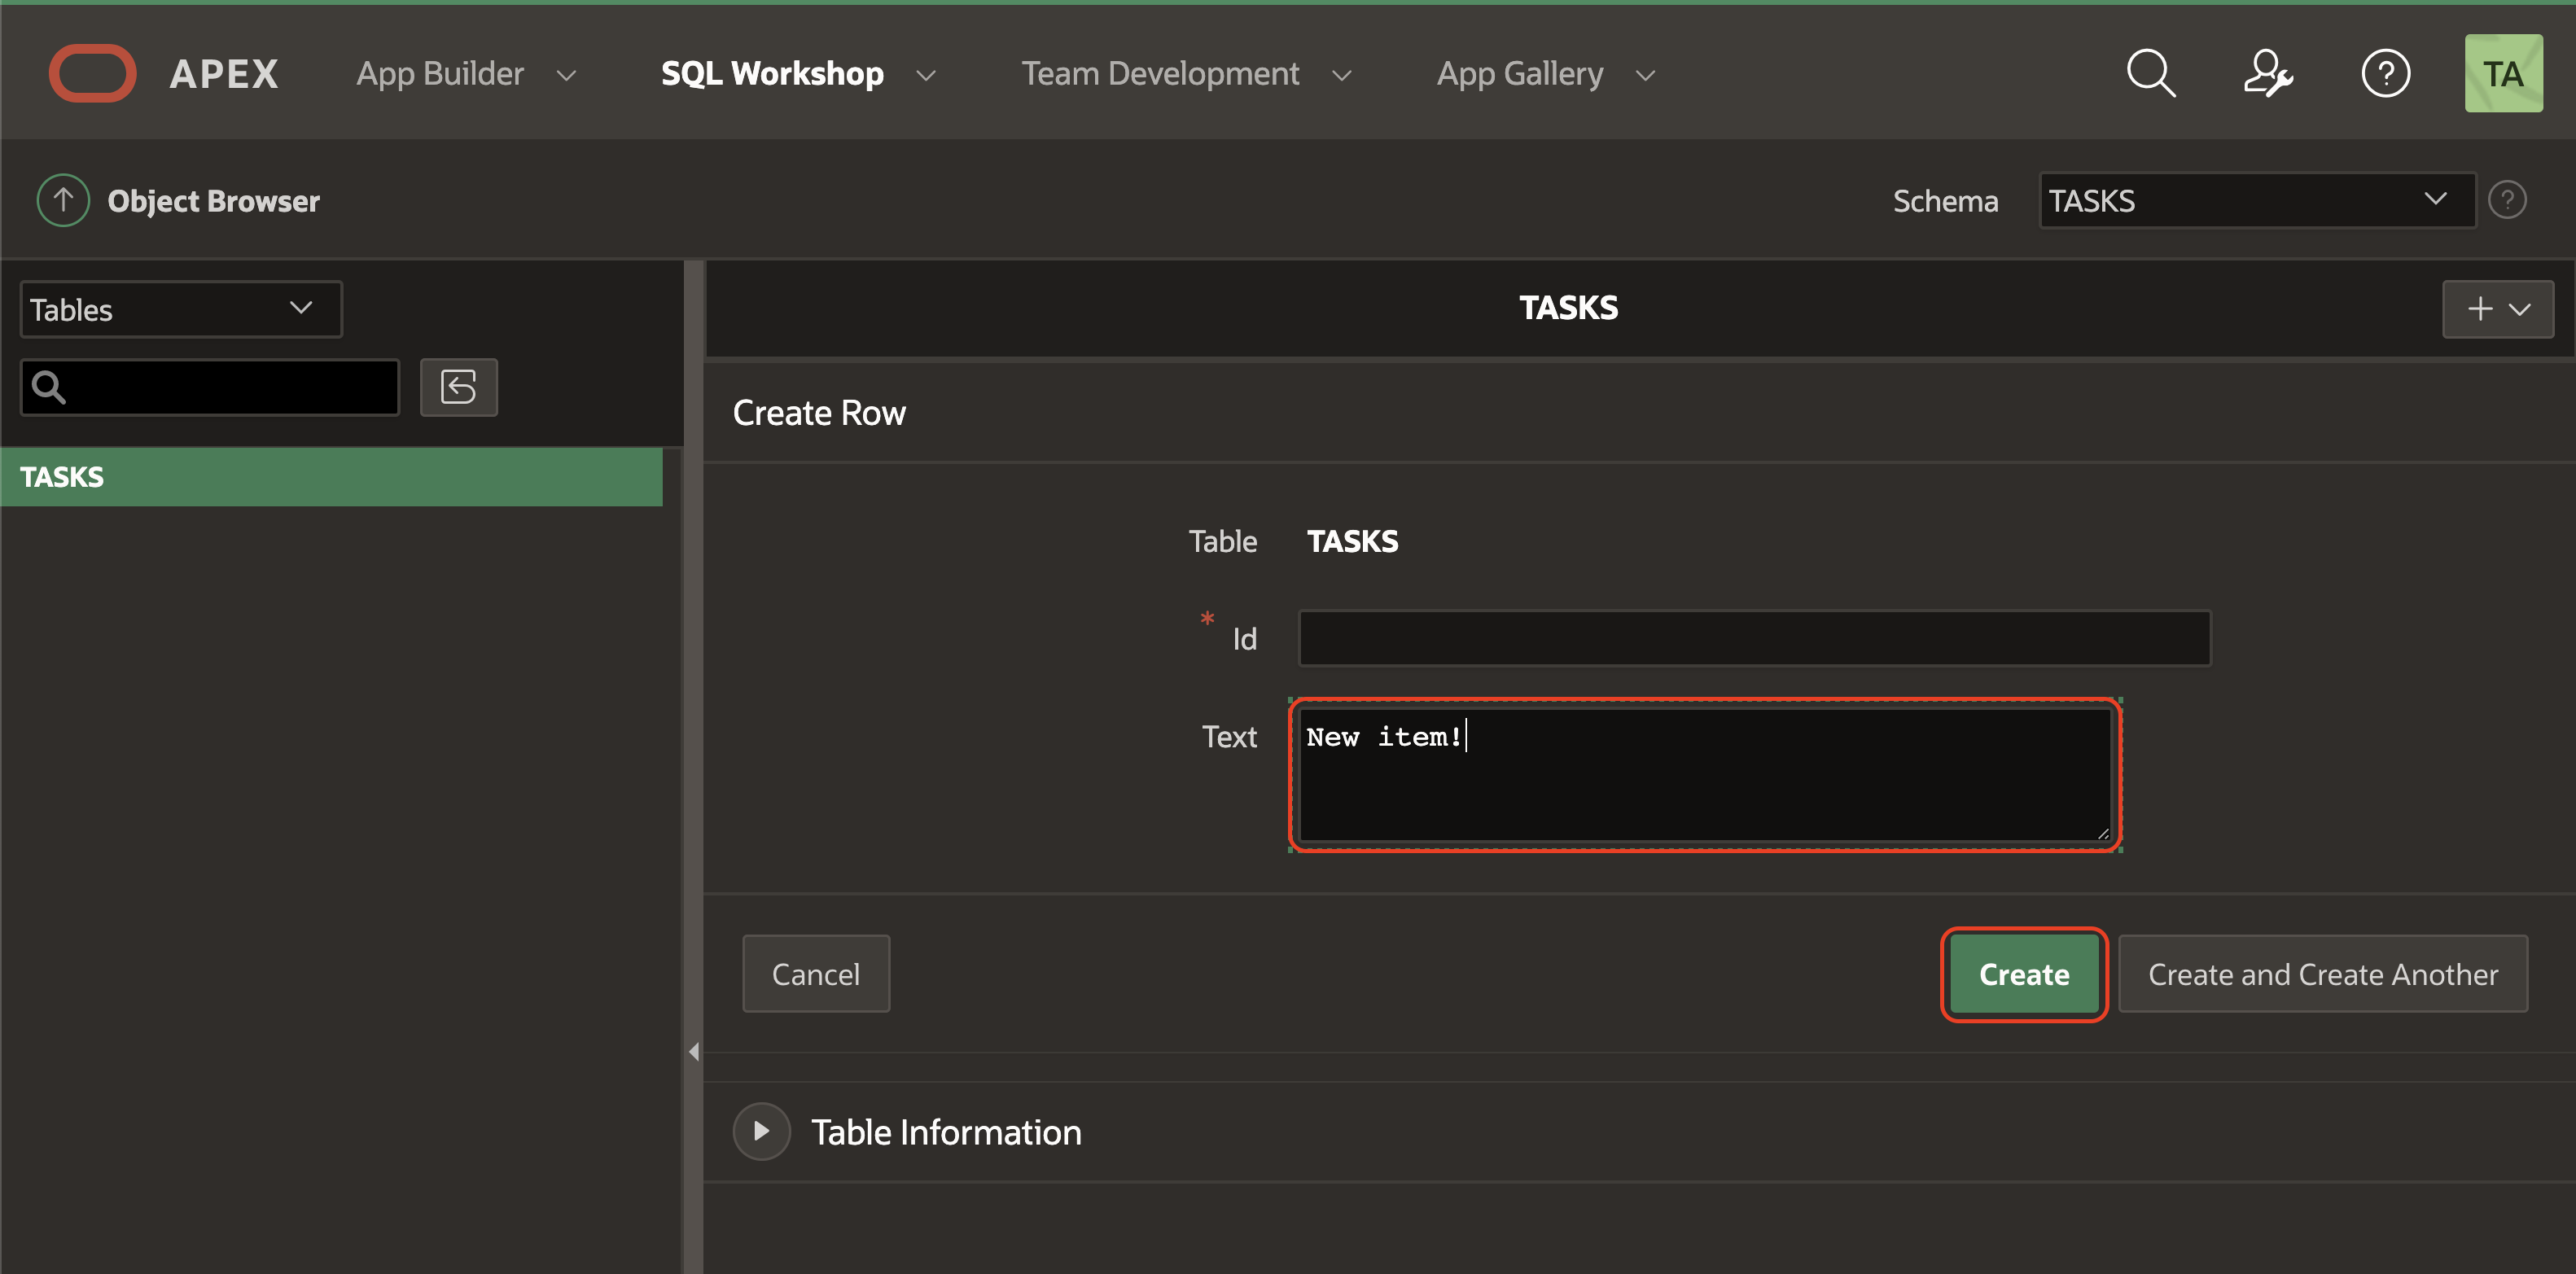 APEX App Builder SQL Workshop Team Development App Gallery ? TA
Object Browser Schema TASKS ?
Tables
TASKS
TASKS
Create Row
Table TASKS
* Id
Text New item!
Cancel Create Create and Create Another
Table Information